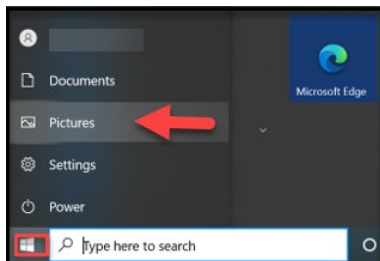 Documents
Microsoft Edge
Pictures
Settings
Power
Type here to search